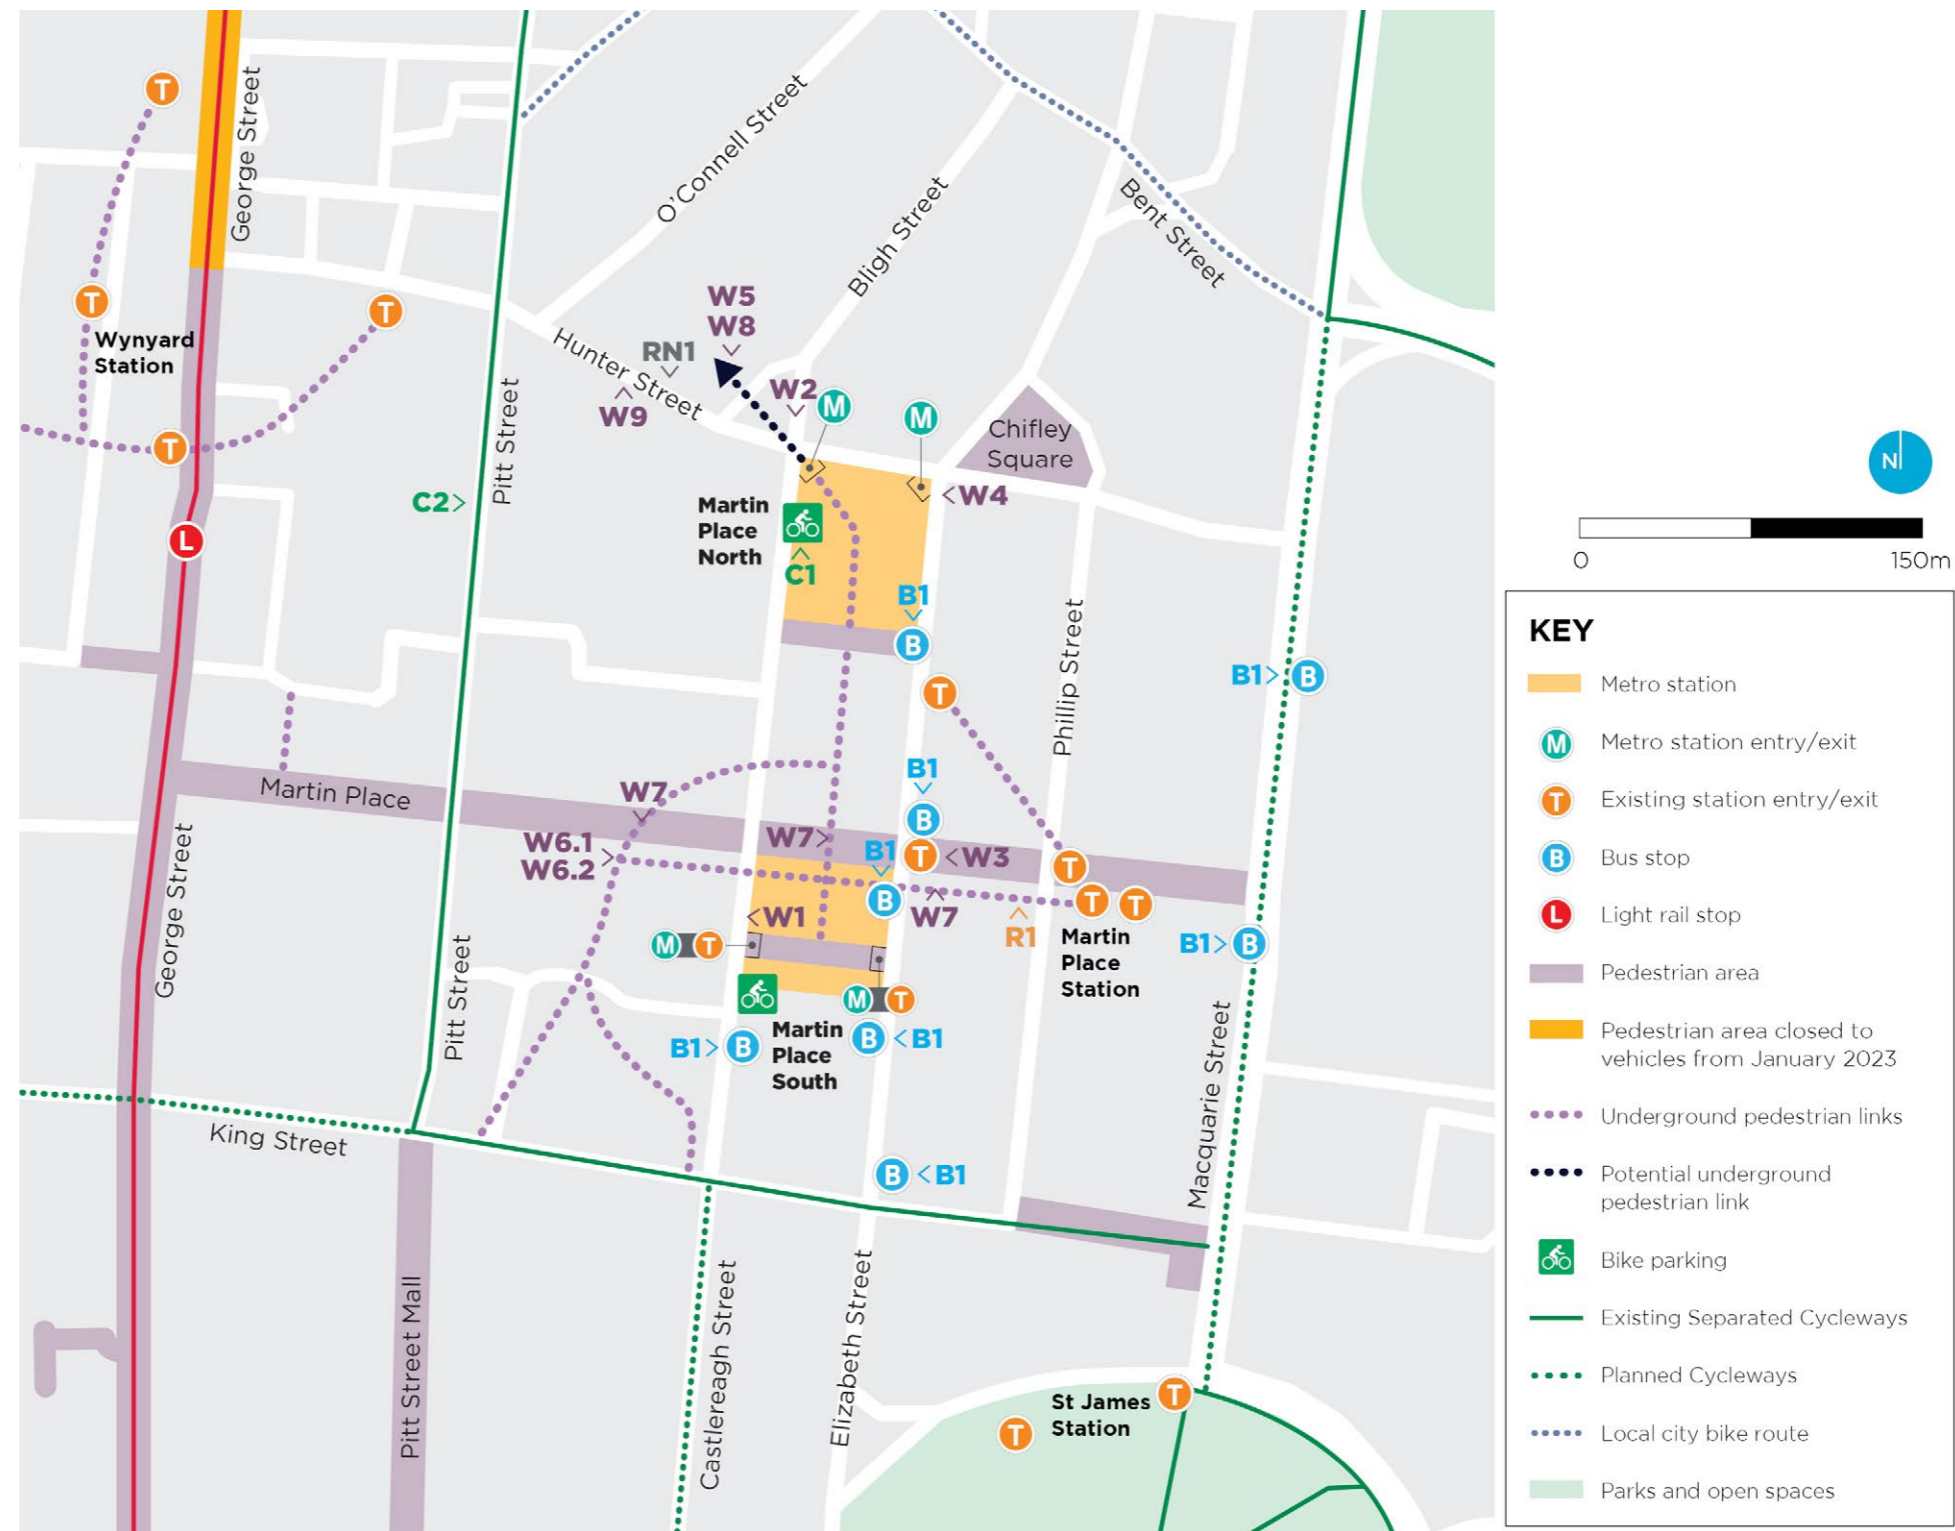 T
George Street
O'Connell Street
Bligh Street
Bent Street
T
T
Wynyard
Station
W5
W8
Hunter Street
RN1
W9
W2
M
M
Chifley
Square
T
Pitt Street
C2>
<W4
Martin
Place
North
C1
L
B1
B
Phillip Street
B1>
B
T
Martin Place
W7
B1
B
W6.1
W6.2
W7>
B1
T
<W3
T
B
W7
T
T
R1
Martin
Place
Station
George Street
<W1
M
T
B1>
B
Pitt Street
M
T
B1>
B
Martin
Place
South
B
<B1
Macquarie Street
King Street
B
<B1
Pitt Street Mall
Castlereagh Street
Elizabeth Street
St James
Station
T
T
N
0
150m
KEY
Metro station
M
Metro station entry/exit
T
Existing station entry/exit
B
Bus stop
L
Light rail stop
Pedestrian area
Pedestrian area closed to
vehicles from January 2023
Underground pedestrian links
Potential underground
pedestrian link
Bike parking
Existing Separated Cycleways
Planned Cycleways
Local city bike route
Parks and open spaces